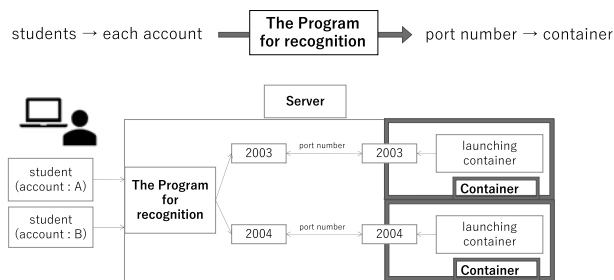 students → each account
The Program
for recognition
port number → container
Server
student
(account : A)
student
(account : B)
The Program
for
recognition
2003
port number
2003
launching
container
Container
2004
port number
2004
launching
container
Container